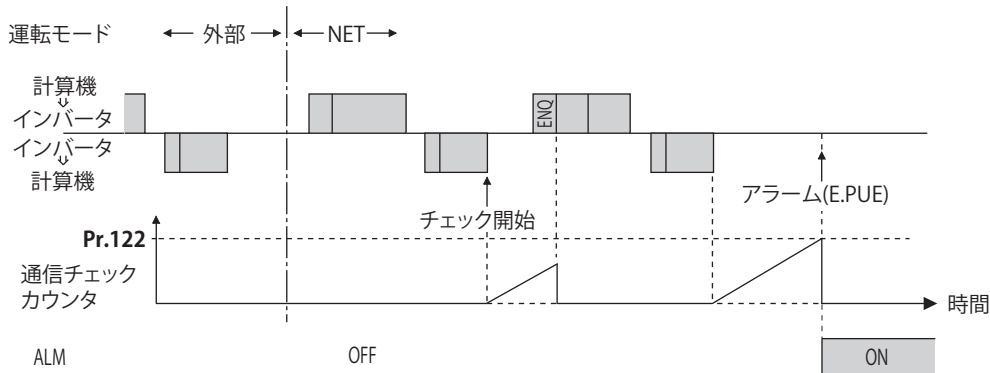 運転モード
外部
NET
計算機
インバータ
インバータ
計算機
ENQ
チェック開始
アラーム(E.PUE)
Pr.122
通信チェック
カウンタ
時間
ALM
OFF
ON